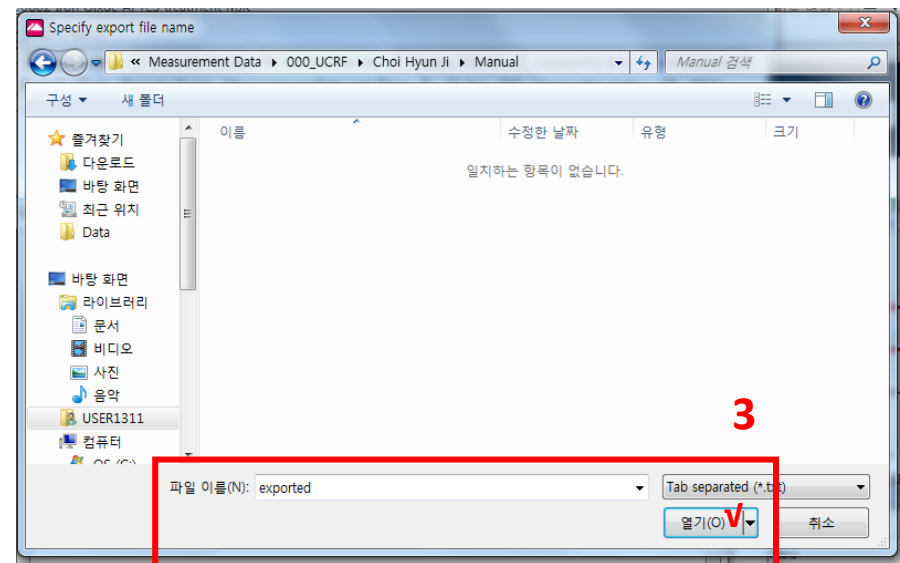 Specify export file name
« Measurement Data ▸ 000_UCRF ▸ Choi Hyun Ji ▸ Manual
Manual 검색
구성 ▼ 새 폴더
이름 수정한 날짜 유형 크기
일치하는 항목이 없습니다.
즐겨찾기
다운로드
바탕 화면
최근 위치
Data
바탕 화면
라이브러리
문서
비디오
사진
음악
USER1311
컴퓨터
3
파일 이름(N): exported
Tab separated (*.txt)
열기(O) √ 취소